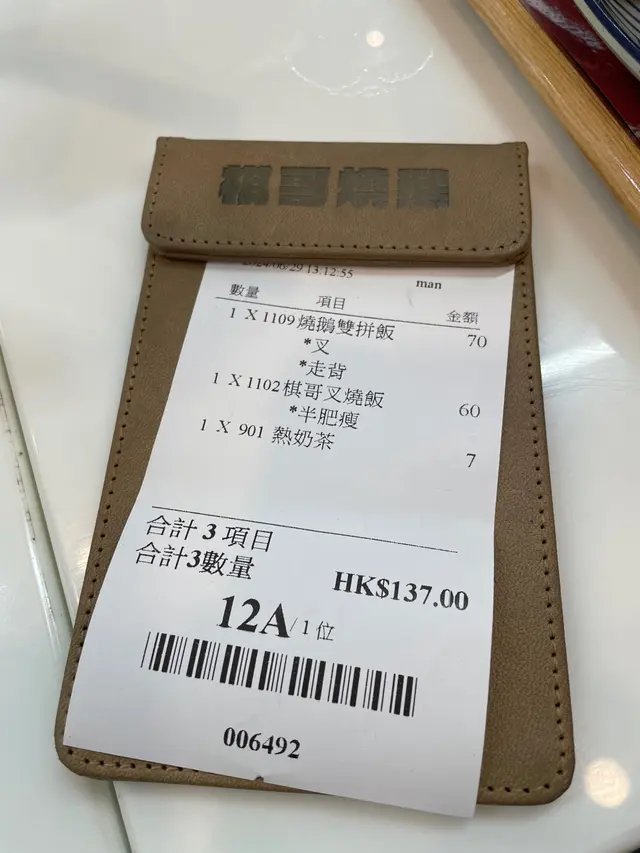 棋哥燒臘
13:12:55
man
數量 項目 金額
1 X 1109 燒鵝雙拼飯 70
*叉
*走背
1 X 1102 棋哥叉燒飯 60
*半肥瘦
1 X 901 熱奶茶 7
合計 3 項目
合計3數量 HK$137.00
12A / 1 位
006492